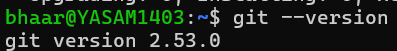 bhaar@YASAM1403:~$ git --version
git version 2.53.0